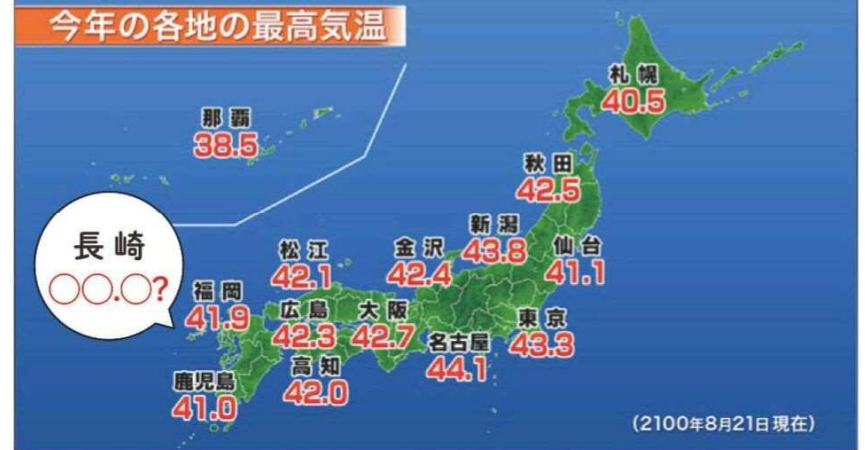 今年の各地の最高気温
札幌
40.5
那覇
38.5
秋田
42.5
新潟
43.8
仙台
41.1
金沢
42.4
松江
42.1
長崎
○○.○?
福岡
41.9
広島
42.3
大阪
42.7
東京
43.3
名古屋
44.1
高知
42.0
鹿児島
41.0
(2100年8月21日現在)